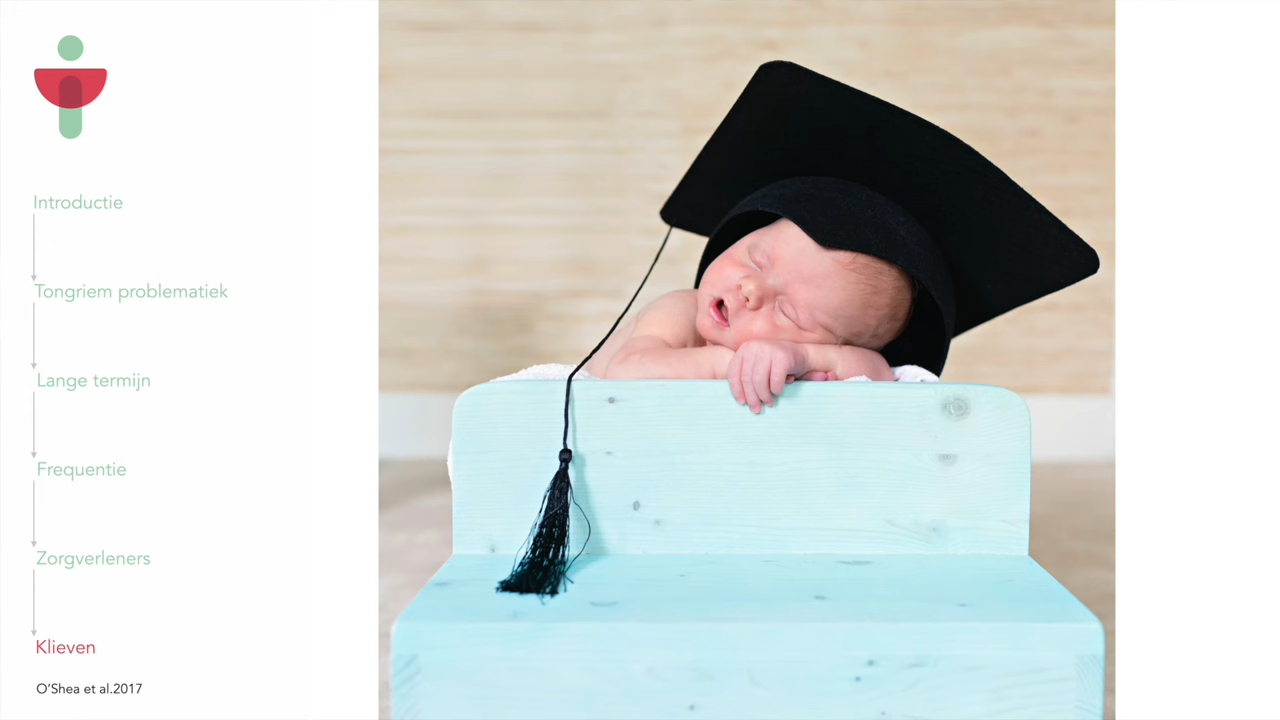 Introductie
Tongriem problematiek
Lange termijn
Frequentie
Zorgverleners
Klieven
O'Shea et al.2017